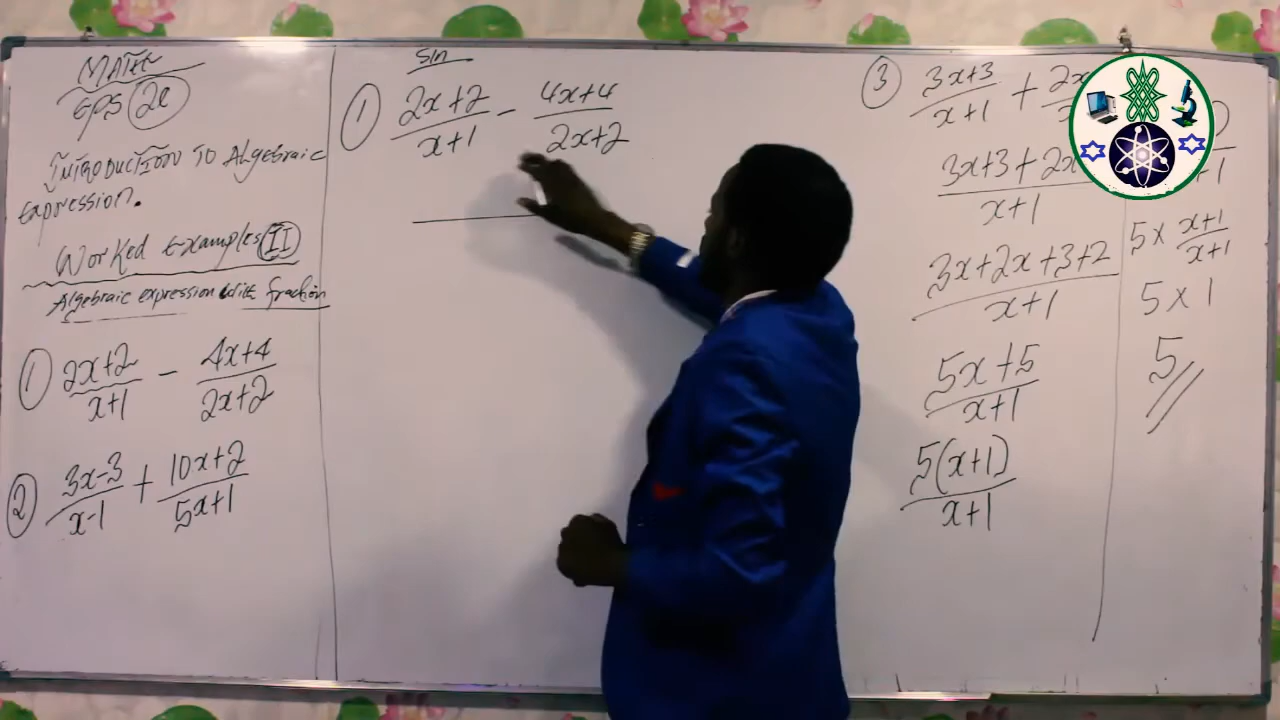 MATHS
EPS 2e
Introduction To Algebraic
Expression.
Worked Examples II
Algebraic expression with fraction
① (2x+2)/(x+1) - (4x+4)/(2x+2)
② (3x-3)/(x-1) + (10x+2)/(5x+1)
Sln
① (2x+2)/(x+1) - (4x+4)/(2x+2)
③ (3x+3)/(x+1) + 2x
(3x+3+2x)/(x+1)
(3x+2x+3+2)/(x+1)
(5x+5)/(x+1)
5(x+1)/(x+1)
+1
5 × (x+1)/(x+1)
5 × 1
5